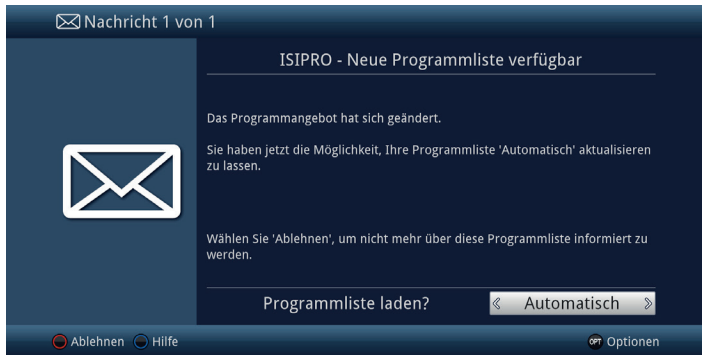 Nachricht 1 von 1
ISIPRO - Neue Programmliste verfügbar
Das Programmangebot hat sich geändert.
Sie haben jetzt die Möglichkeit, Ihre Programmliste 'Automatisch' aktualisieren
zu lassen.
Wählen Sie 'Ablehnen', um nicht mehr über diese Programmliste informiert zu
werden.
Programmliste laden? « Automatisch »
Ablehnen Hilfe OPT Optionen